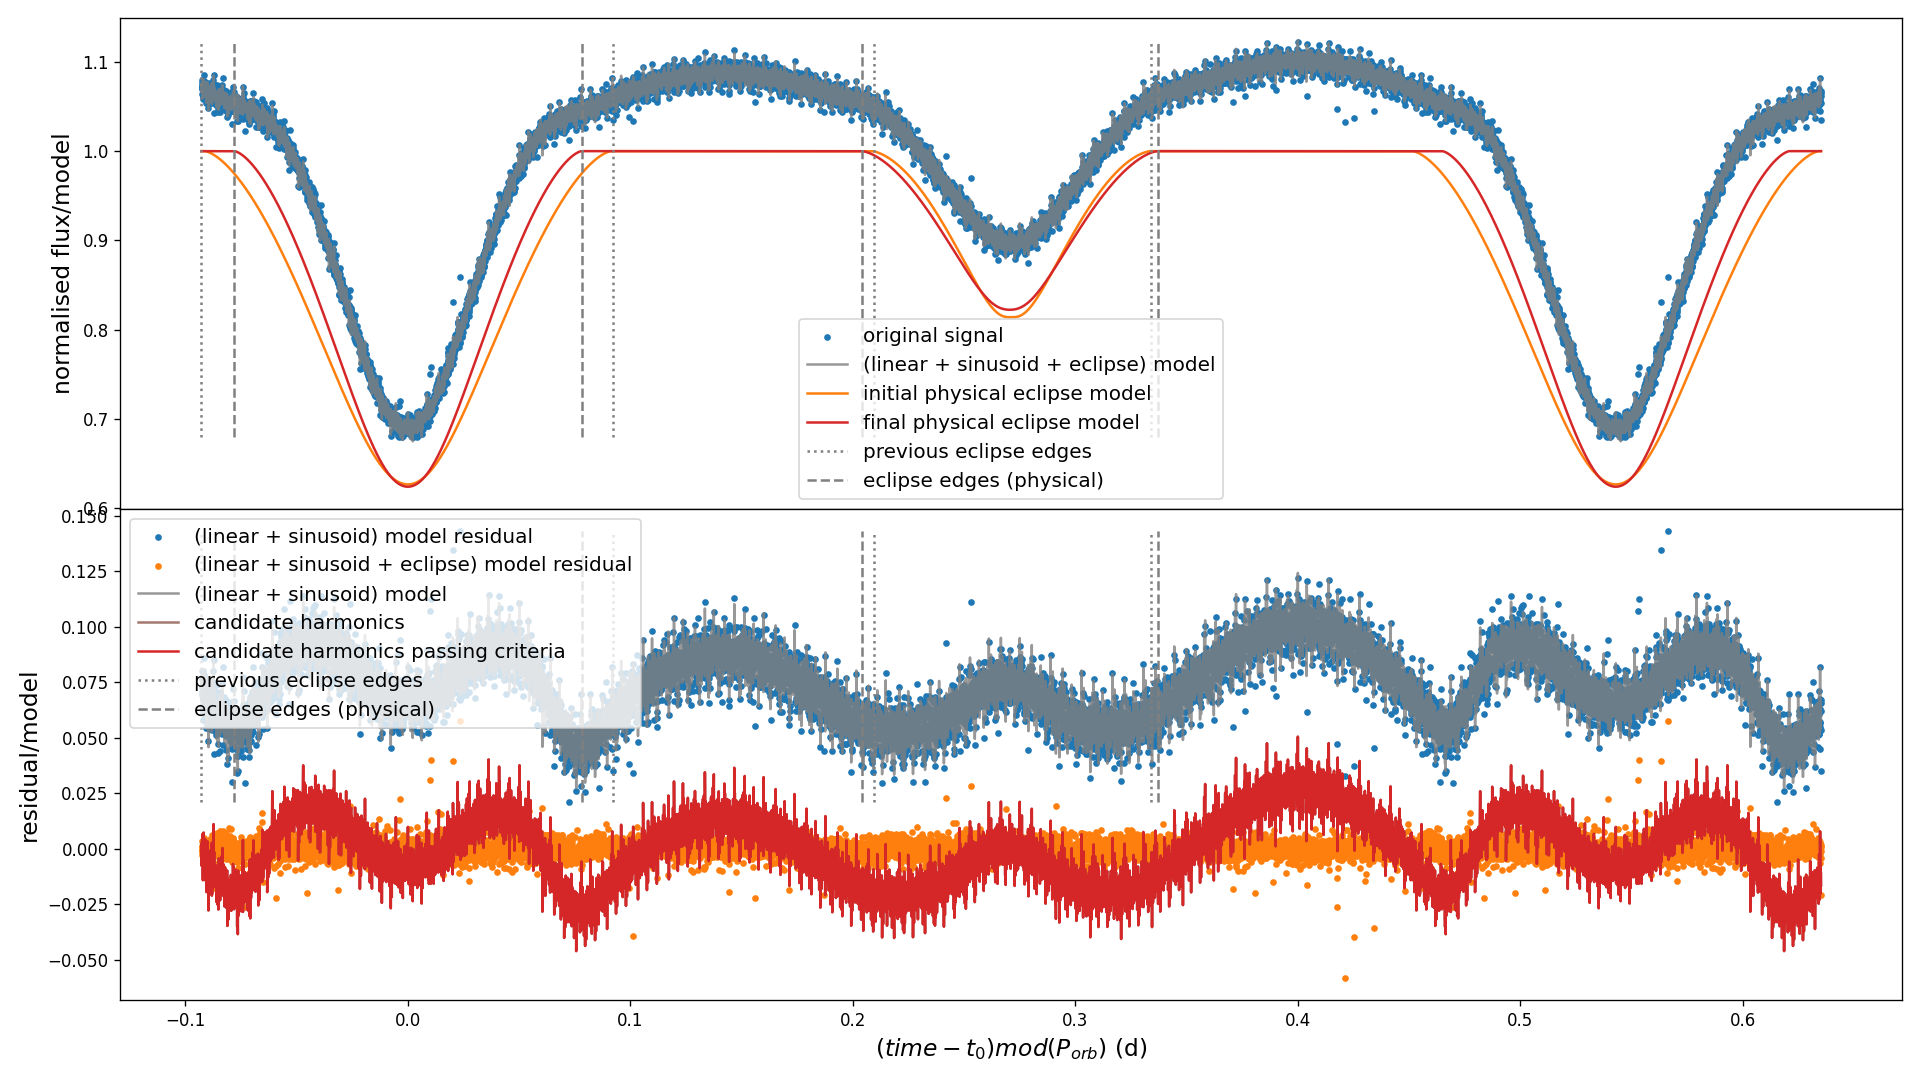 normalised flux/model
1.1
1.0
0.9
0.8
0.7
0.6
original signal
(linear + sinusoid + eclipse) model
initial physical eclipse model
final physical eclipse model
previous eclipse edges
eclipse edges (physical)
residual/model
0.150
0.125
0.100
0.075
0.050
0.025
0.000
−0.025
−0.050
(linear + sinusoid) model residual
(linear + sinusoid + eclipse) model residual
(linear + sinusoid) model
candidate harmonics
candidate harmonics passing criteria
previous eclipse edges
eclipse edges (physical)
−0.1 0.0 0.1 0.2 0.3 0.4 0.5 0.6
(time − t₀)mod(Pₒᵣb) (d)